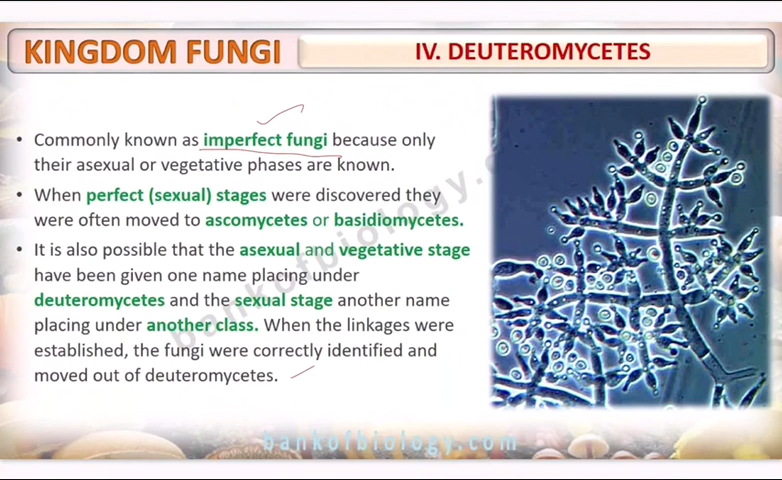 KINGDOM FUNGI
IV. DEUTEROMYCETES
• Commonly known as imperfect fungi because only
their asexual or vegetative phases are known.
• When perfect (sexual) stages were discovered they
were often moved to ascomycetes or basidiomycetes.
• It is also possible that the asexual and vegetative stage
have been given one name placing under
deuteromycetes and the sexual stage another name
placing under another class. When the linkages were
established, the fungi were correctly identified and
moved out of deuteromycetes.
bankofbiology.com
bankofbiology.com